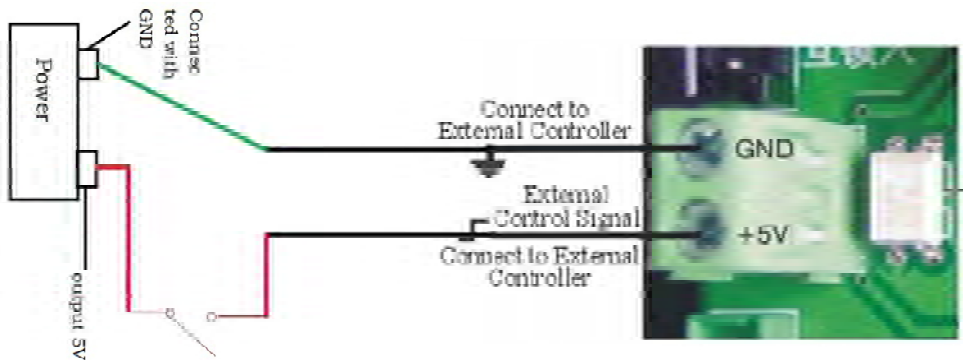 Connec
ted with
GND
Power
output 5V
Connect to
External Controller
External
Control Signal
Connect to External
Controller
GND
+5V